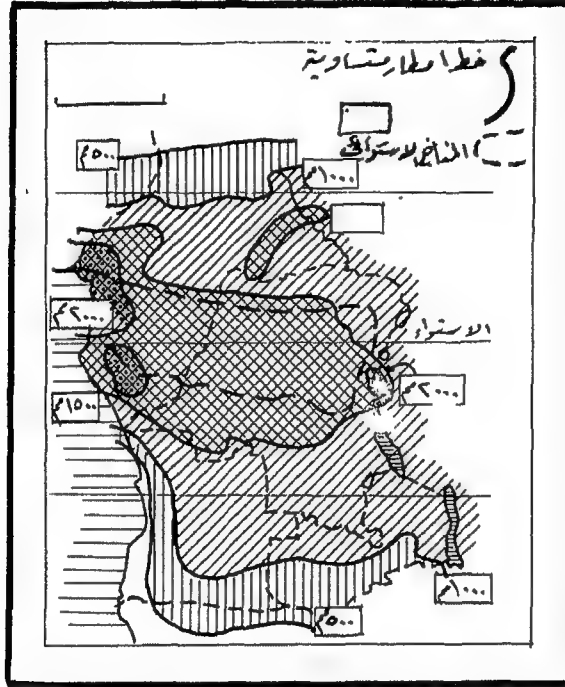 خط امطار متساوية
المناخ الاستوائي
٥٠٠م
١٠٠٠م
الاستواء
٢٠٠٠م
٢٠٠٠م
١٥٠٠م
١٠٠٠م
٥٠٠م